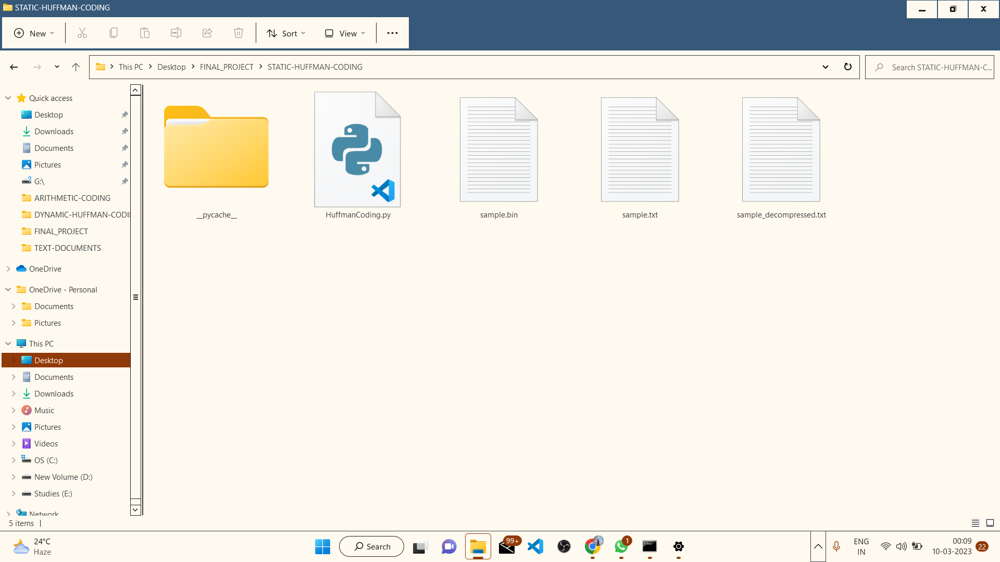 STATIC-HUFFMAN-CODING
New
Sort
View
This PC
Desktop
FINAL_PROJECT
STATIC-HUFFMAN-CODING
Search STATIC-HUFFMAN-C...
Quick access
Desktop
Downloads
Documents
Pictures
G:\
ARITHMETIC-CODING
DYNAMIC-HUFFMAN-CODI
FINAL_PROJECT
TEXT-DOCUMENTS
OneDrive
OneDrive - Personal
Documents
Pictures
This PC
Desktop
Documents
Downloads
Music
Pictures
Videos
OS (C:)
New Volume (D:)
Studies (E:)
Network
__pycache__
HuffmanCoding.py
sample.bin
sample.txt
sample_decompressed.txt
5 items
24°C
Haze
Search
99+
1
ENG
IN
00:09
10-03-2023
22